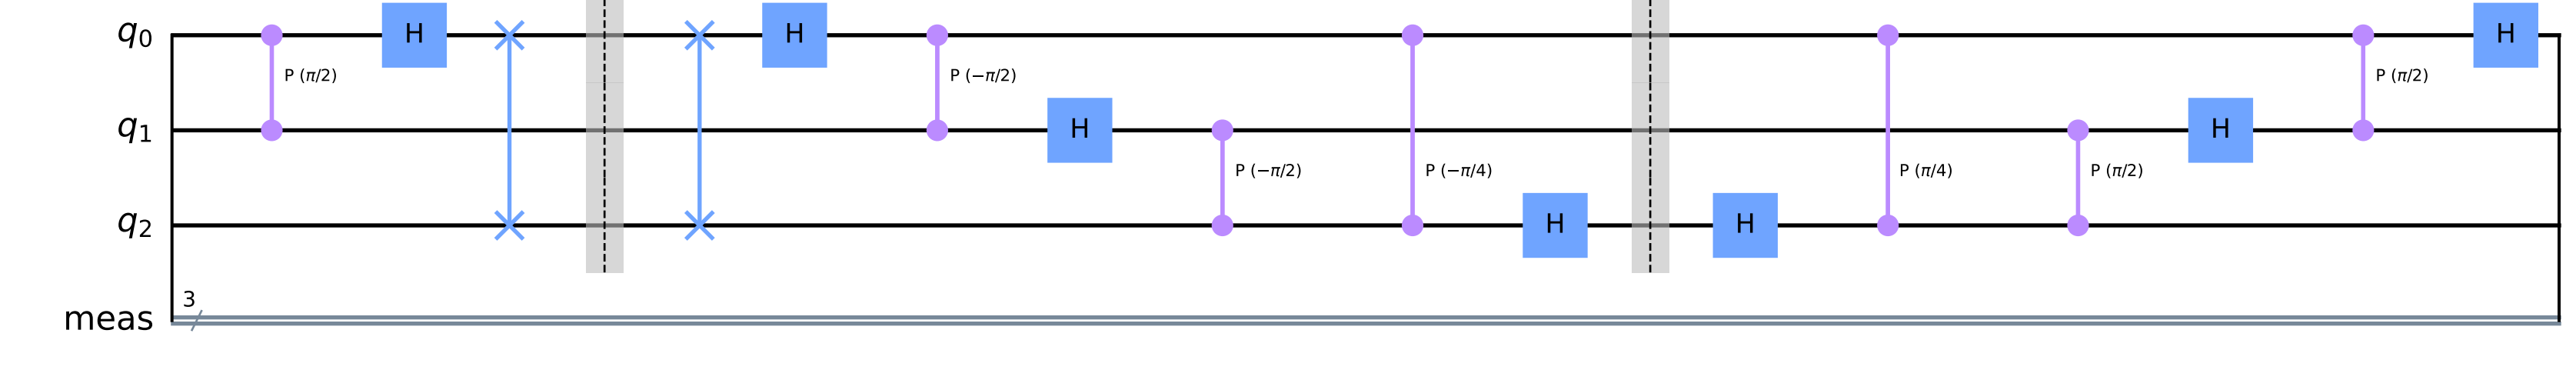 q0 H H H
P (π/2) P (−π/2) P (π/2)
q1 H H
P (−π/2) P (−π/4) P (π/4) P (π/2)
q2 H H
3
meas